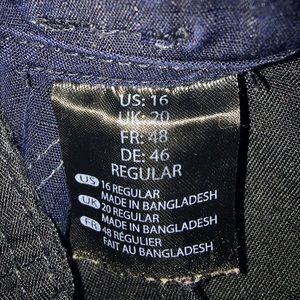 US: 16
UK: 20
FR: 48
DE: 46
REGULAR
US 16 REGULAR
MADE IN BANGLADESH
UK 20 REGULAR
MADE IN BANGLADESH
FR 48 RÉGULIER
FAIT AU BANGLADESH